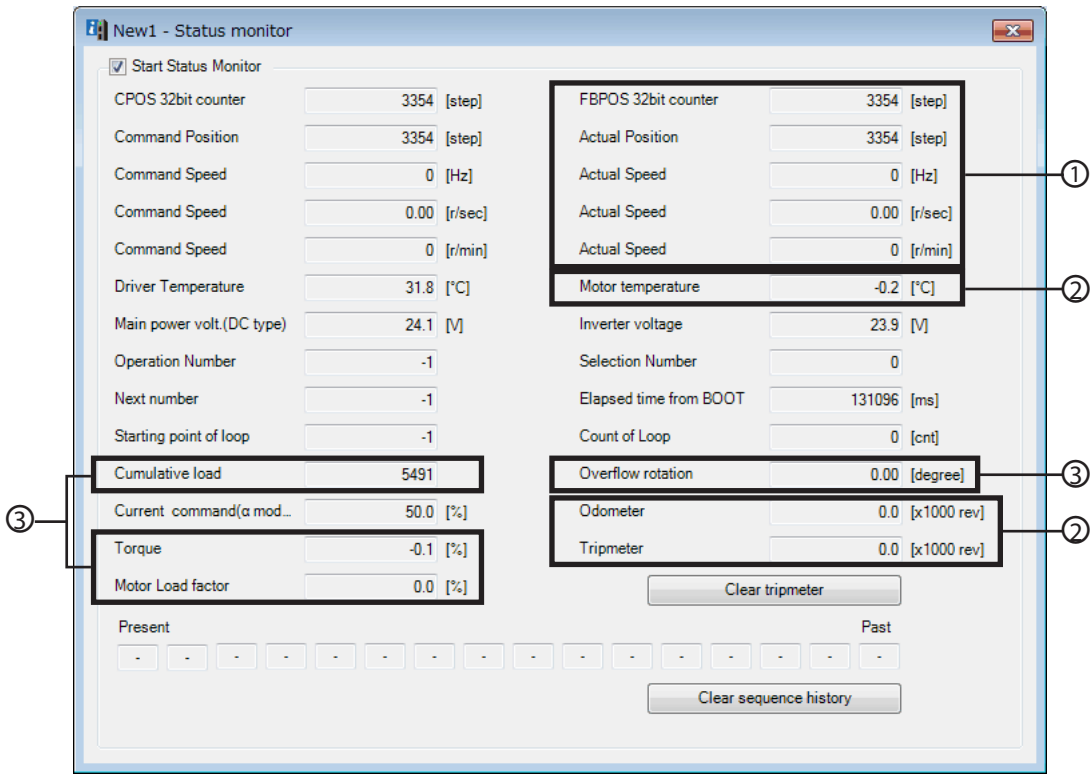 New1 - Status monitor
Start Status Monitor
CPOS 32bit counter 3354 [step] FBPOS 32bit counter 3354 [step]
Command Position 3354 [step] Actual Position 3354 [step]
Command Speed 0 [Hz] Actual Speed 0 [Hz] ①
Command Speed 0.00 [r/sec] Actual Speed 0.00 [r/sec]
Command Speed 0 [r/min] Actual Speed 0 [r/min]
Driver Temperature 31.8 [°C] Motor temperature -0.2 [°C] ②
Main power volt.(DC type) 24.1 [V] Inverter voltage 23.9 [V]
Operation Number -1 Selection Number 0
Next number -1 Elapsed time from BOOT 131096 [ms]
Starting point of loop -1 Count of Loop 0 [cnt]
Cumulative load 5491 Overflow rotation 0.00 [degree] ③
③ Current command(α mod... 50.0 [%] Odometer 0.0 [x1000 rev] ②
Torque -0.1 [%] Tripmeter 0.0 [x1000 rev]
Motor Load factor 0.0 [%] Clear tripmeter
Present Past
- - - - - - - - - - - - - - - -
Clear sequence history